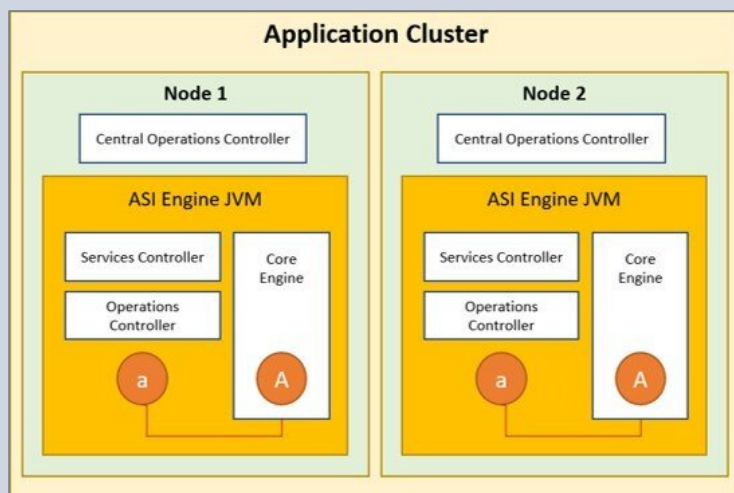 Application Cluster
Node 1
Central Operations Controller
ASI Engine JVM
Services Controller
Operations
Controller
Core
Engine
a
A
Node 2
Central Operations Controller
ASI Engine JVM
Services Controller
Operations
Controller
Core
Engine
a
A